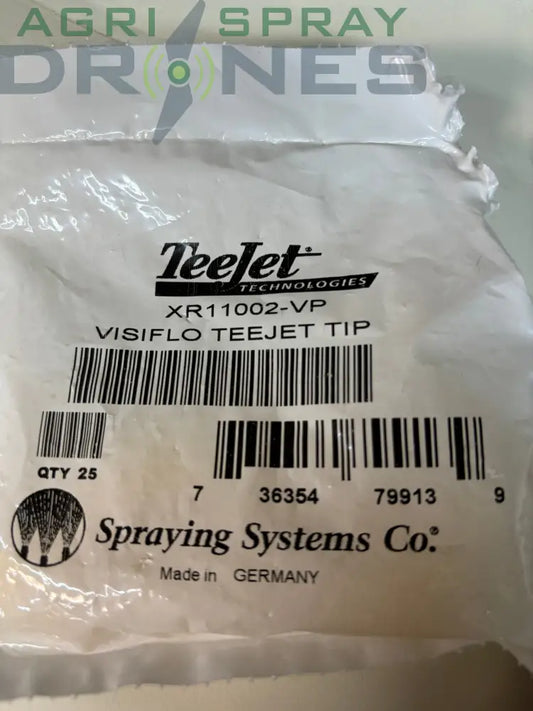 AGRI SPRAY
DRONES
TeeJet®
TECHNOLOGIES
XR11002-VP
VISIFLO TEEJET TIP
QTY 25
7 36354 79913 9
Spraying Systems Co.®
Made in GERMANY